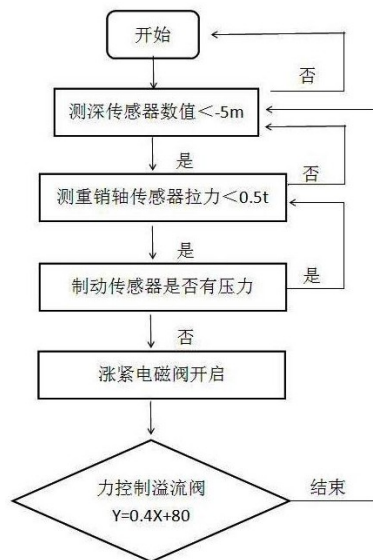 开始
否
测深传感器数值<-5m
是
否
测重销轴传感器拉力<0.5t
是
制动传感器是否有压力
是
否
涨紧电磁阀开启
力控制溢流阀
Y=0.4X+80
结束